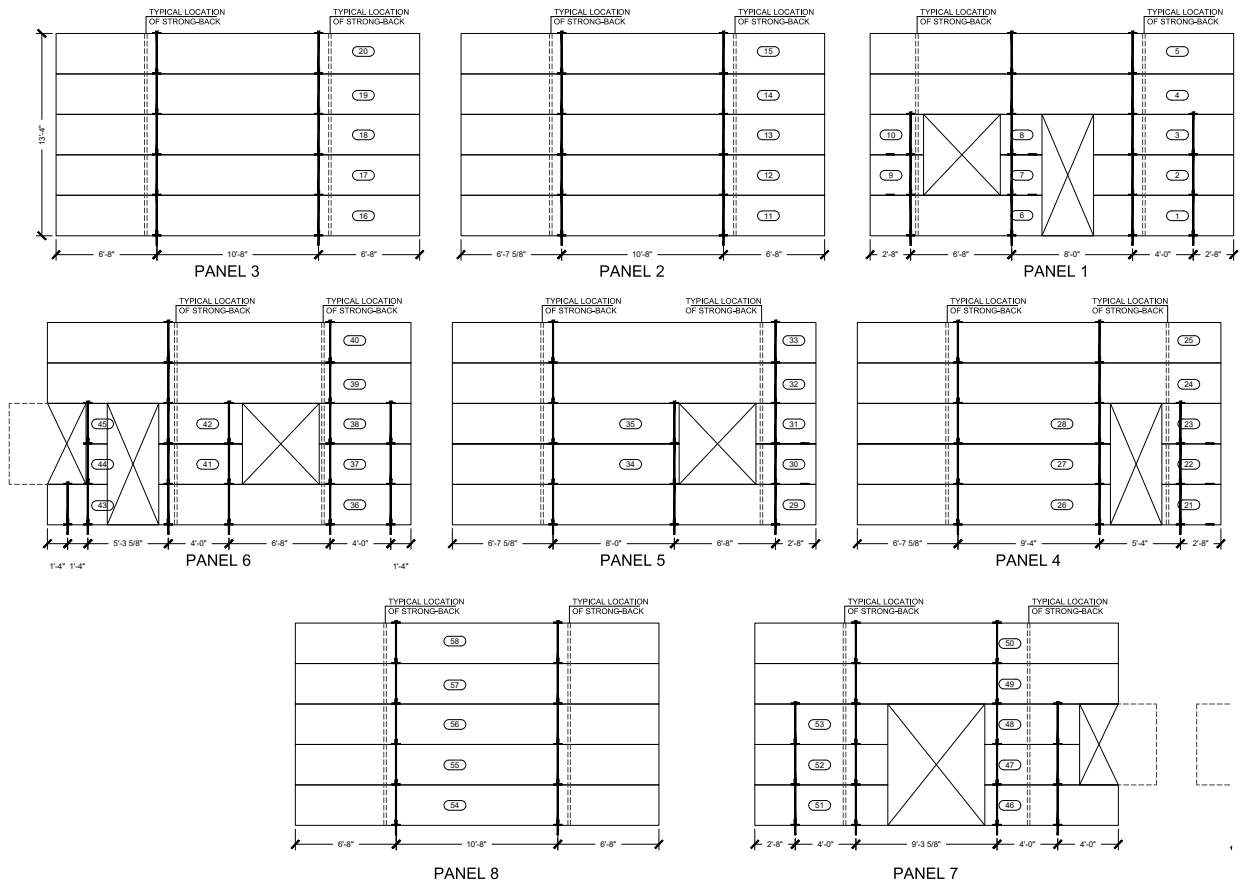 TYPICAL LOCATION
OF STRONG-BACK
TYPICAL LOCATION
OF STRONG-BACK
20
19
18
17
16
13'-4"
6'-8"
10'-8"
6'-8"
PANEL 3
TYPICAL LOCATION
OF STRONG-BACK
TYPICAL LOCATION
OF STRONG-BACK
15
14
13
12
11
6'-7 5/8"
10'-8"
6'-8"
PANEL 2
TYPICAL LOCATION
OF STRONG-BACK
TYPICAL LOCATION
OF STRONG-BACK
5
4
10
8
3
9
7
2
6
1
2'-8"
6'-8"
8'-0"
4'-0"
2'-8"
PANEL 1
TYPICAL LOCATION
OF STRONG-BACK
TYPICAL LOCATION
OF STRONG-BACK
40
39
45
42
38
44
41
37
43
36
5'-3 5/8"
4'-0"
6'-8"
4'-0"
1'-4"
1'-4"
1'-4"
PANEL 6
TYPICAL LOCATION
OF STRONG-BACK
TYPICAL LOCATION
OF STRONG-BACK
33
32
35
31
34
30
29
6'-7 5/8"
8'-0"
6'-8"
2'-8"
PANEL 5
TYPICAL LOCATION
OF STRONG-BACK
TYPICAL LOCATION
OF STRONG-BACK
25
24
28
23
27
22
26
21
6'-7 5/8"
9'-4"
5'-4"
2'-8"
PANEL 4
TYPICAL LOCATION
OF STRONG-BACK
TYPICAL LOCATION
OF STRONG-BACK
58
57
56
55
54
6'-8"
10'-8"
6'-8"
PANEL 8
TYPICAL LOCATION
OF STRONG-BACK
TYPICAL LOCATION
OF STRONG-BACK
50
49
53
48
52
47
51
46
2'-8"
4'-0"
9'-3 5/8"
4'-0"
4'-0"
PANEL 7